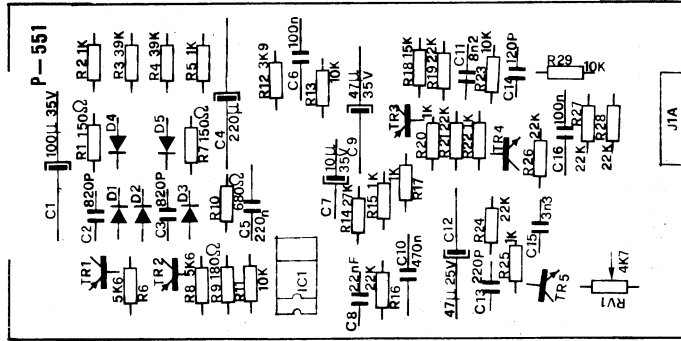 P-551
R2 1K
R3 39K
R4 39K
R5 1K
100µ 35V
C1
R1 150Ω
D4
D5
R7 150Ω
C4
220µ
C2 820P
D1
D2
C3 820P
D3
R10 680Ω
C5 220n
TR1
5K6
R6
TR2
R8 5K6
R9 180Ω
R11
10K
IC1
R12 3K9
C6 100n
R13 10K
47µ 35V
C9
C7 10µ 35V
R14 27K
R15 1K
R17 1K
C8 22nF
R16 22K
C10 470n
C12
47µ 25V
R18 15K
R19 22K
C11 8n2
R23 10K
C14 120P
R29 10K
TR3
R20 1K
R21 22K
R22 1K
TR4
R26 22K
C16 100n
R27
22K
R28
22K
R24 22K
C13 220P
R25 1K
C15 3n3
TR5
RV1
4K7
J1A